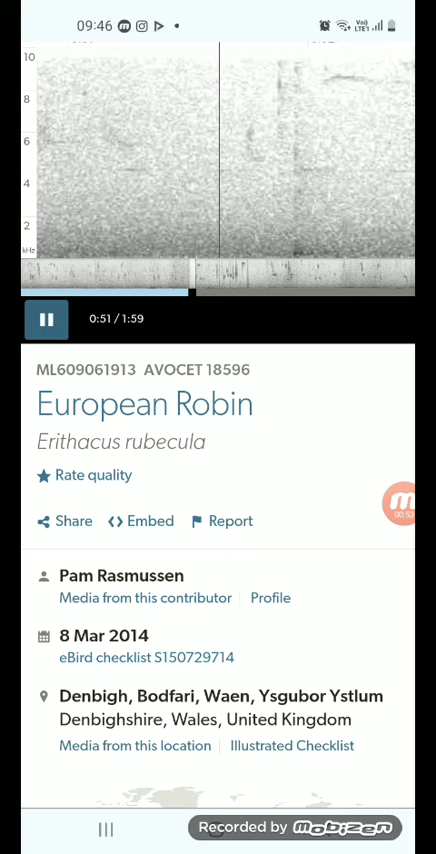 09:46
Vo)
LTE1
10
8
6
4
2
kHz
0:51 / 1:59
ML609061913 AVOCET 18596
European Robin
Erithacus rubecula
Rate quality
Share Embed Report
00:53
Pam Rasmussen
Media from this contributor Profile
8 Mar 2014
eBird checklist S150729714
Denbigh, Bodfari, Waen, Ysgubor Ystlum
Denbighshire, Wales, United Kingdom
Media from this location Illustrated Checklist
Recorded by mobizen